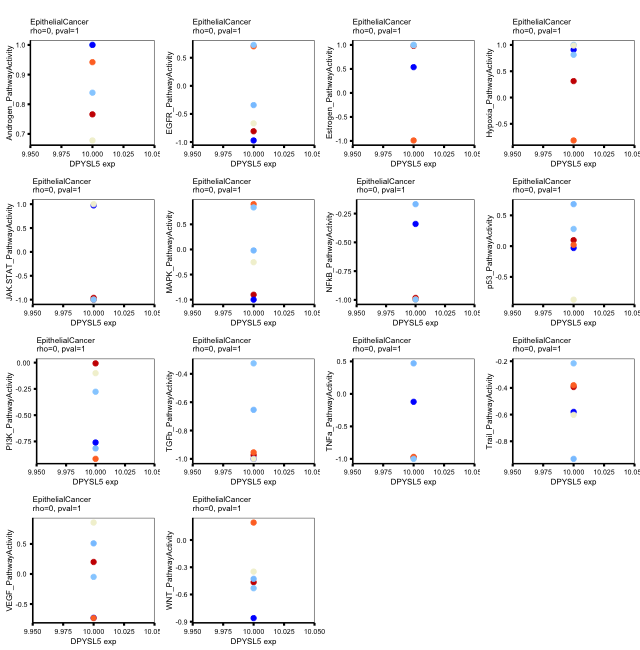 EpithelialCancer
rho=0, pval=1
Androgen_PathwayActivity
1.0
0.9
0.8
0.7
9.950 9.975 10.000 10.025 10.05
DPYSL5 exp
EpithelialCancer
rho=0, pval=1
EGFR_PathwayActivity
0.5
0.0
-0.5
-1.0
9.950 9.975 10.000 10.025 10.05
DPYSL5 exp
EpithelialCancer
rho=0, pval=1
Estrogen_PathwayActivity
1.0
0.5
0.0
-0.5
-1.0
9.950 9.975 10.000 10.025 10.05
DPYSL5 exp
EpithelialCancer
rho=0, pval=1
Hypoxia_PathwayActivity
1.0
0.5
0.0
-0.5
9.950 9.975 10.000 10.025 10.05
DPYSL5 exp
EpithelialCancer
rho=0, pval=1
JAK-STAT_PathwayActivity
1.0
0.5
0.0
-0.5
-1.0
9.950 9.975 10.000 10.025 10.05
DPYSL5 exp
EpithelialCancer
rho=0, pval=1
MAPK_PathwayActivity
0.5
0.0
-0.5
-1.0
9.950 9.975 10.000 10.025 10.05
DPYSL5 exp
EpithelialCancer
rho=0, pval=1
NFkB_PathwayActivity
-0.25
-0.50
-0.75
-1.00
9.950 9.975 10.000 10.025 10.05
DPYSL5 exp
EpithelialCancer
rho=0, pval=1
p53_PathwayActivity
0.5
0.0
-0.5
9.950 9.975 10.000 10.025 10.05
DPYSL5 exp
EpithelialCancer
rho=0, pval=1
PI3K_PathwayActivity
0.00
-0.25
-0.50
-0.75
9.950 9.975 10.000 10.025 10.05
DPYSL5 exp
EpithelialCancer
rho=0, pval=1
TGFb_PathwayActivity
-0.4
-0.6
-0.8
-1.0
9.950 9.975 10.000 10.025 10.05
DPYSL5 exp
EpithelialCancer
rho=0, pval=1
TNFa_PathwayActivity
0.5
0.0
-0.5
-1.0
9.950 9.975 10.000 10.025 10.05
DPYSL5 exp
EpithelialCancer
rho=0, pval=1
Trail_PathwayActivity
-0.2
-0.4
-0.6
-0.8
9.950 9.975 10.000 10.025 10.05
DPYSL5 exp
EpithelialCancer
rho=0, pval=1
VEGF_PathwayActivity
0.5
0.0
-0.5
9.950 9.975 10.000 10.025 10.05
DPYSL5 exp
EpithelialCancer
rho=0, pval=1
WNT_PathwayActivity
0.0
-0.3
-0.6
-0.9
9.950 9.975 10.000 10.025 10.050
DPYSL5 exp